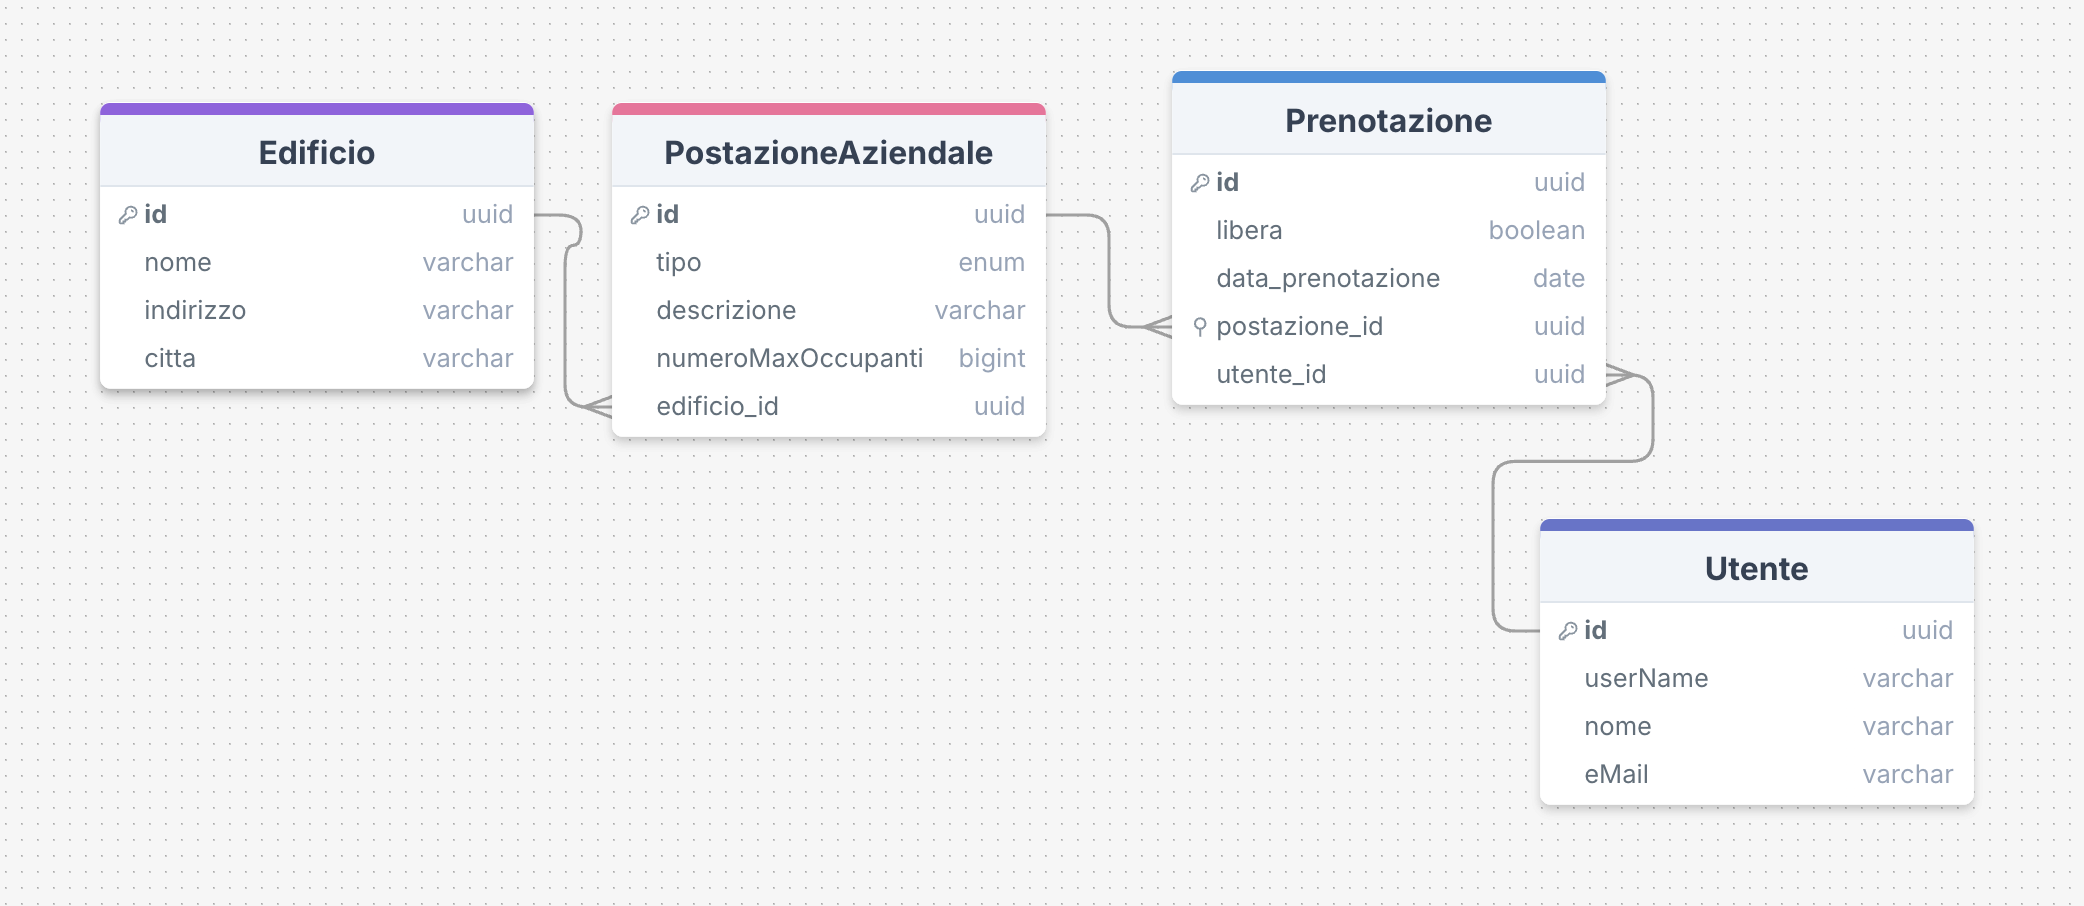 Edificio
id uuid
nome varchar
indirizzo varchar
citta varchar
PostazioneAziendale
id uuid
tipo enum
descrizione varchar
numeroMaxOccupanti bigint
edificio_id uuid
Prenotazione
id uuid
libera boolean
data_prenotazione date
postazione_id uuid
utente_id uuid
Utente
id uuid
userName varchar
nome varchar
eMail varchar